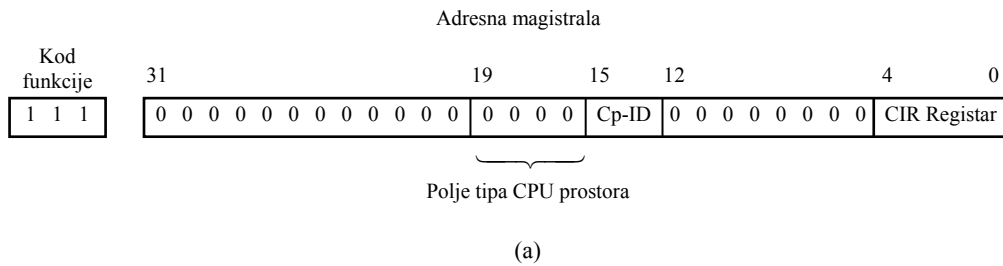 Adresna magistrala
Kod
funkcije
31 19 15 12 4 0
1 1 1 0 0 0 0 0 0 0 0 0 0 0 0 0 0 0 0 Cp-ID 0 0 0 0 0 0 0 0 CIR Registar
Polje tipa CPU prostora
(a)